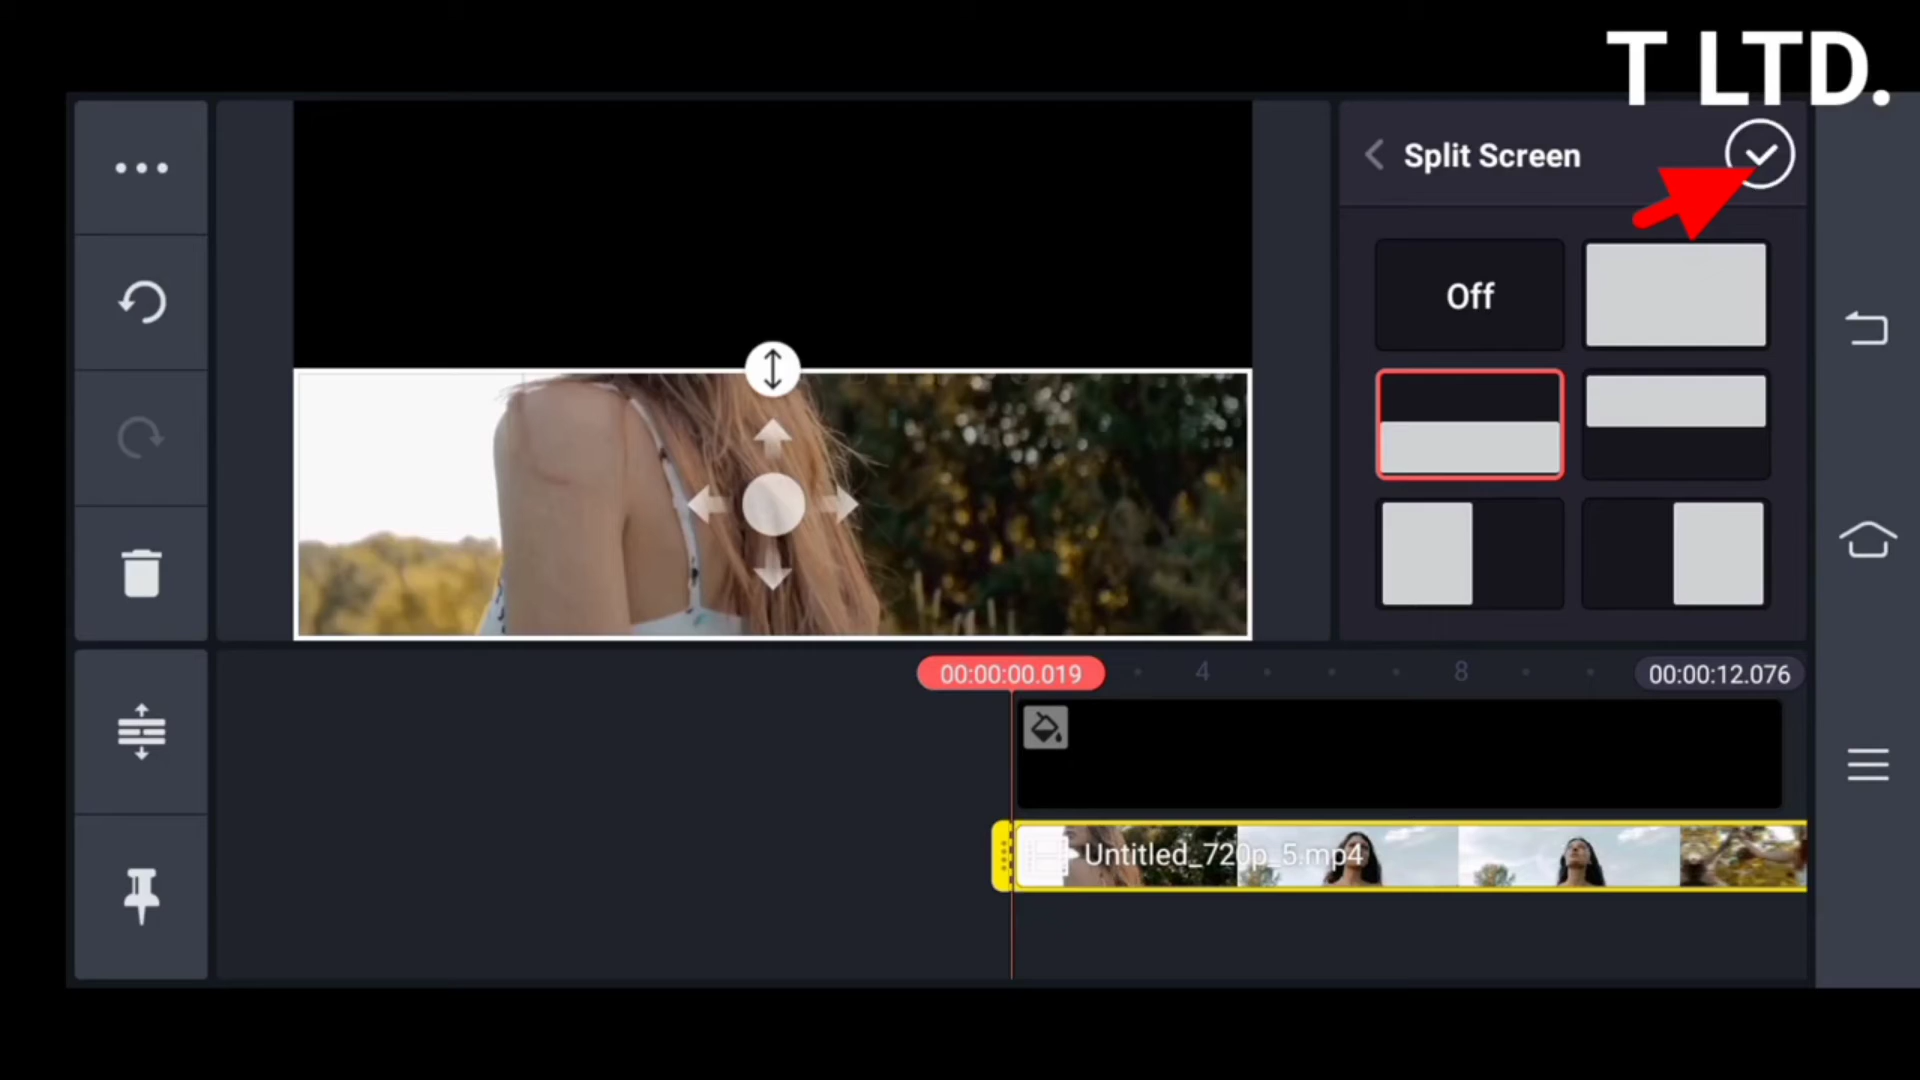 T LTD.
Split Screen
Off
00:00:00.019
4
8
00:00:12.076
Untitled_720p_5.mp4